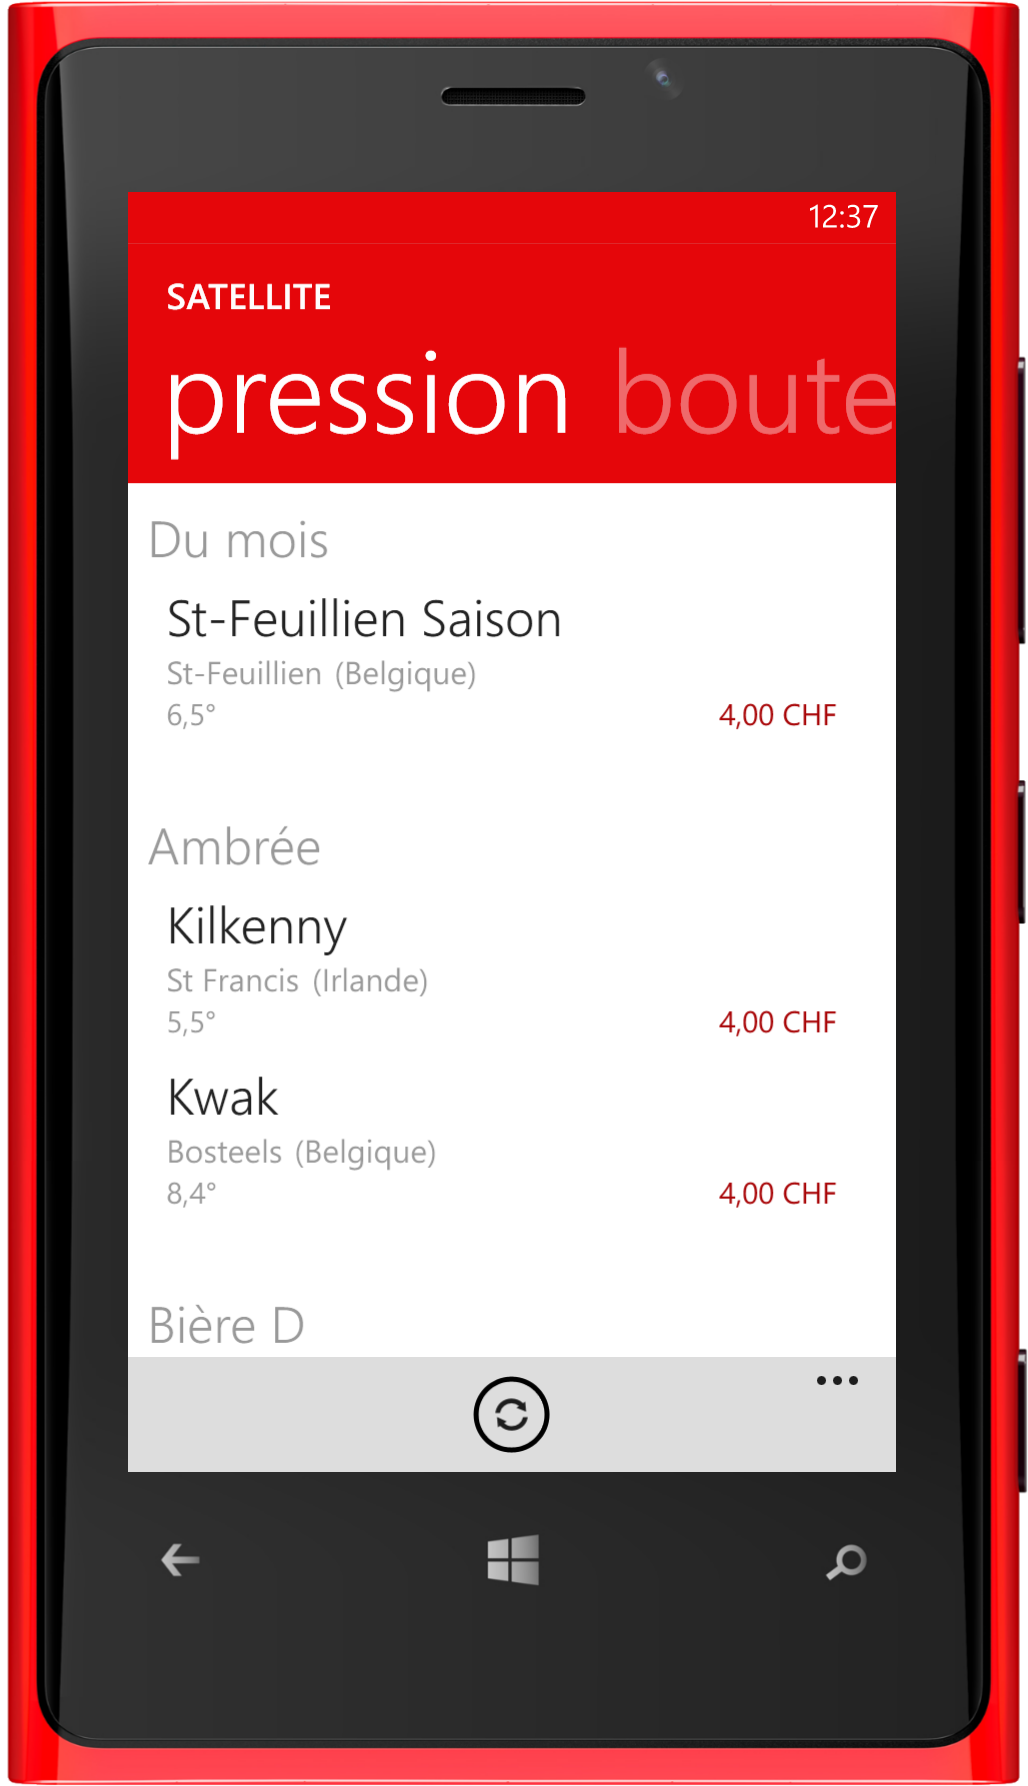 12:37
SATELLITE
pression boute
Du mois
St-Feuillien Saison
St-Feuillien (Belgique)
6,5° 4,00 CHF
Ambrée
Kilkenny
St Francis (Irlande)
5,5° 4,00 CHF
Kwak
Bosteels (Belgique)
8,4° 4,00 CHF
Bière D